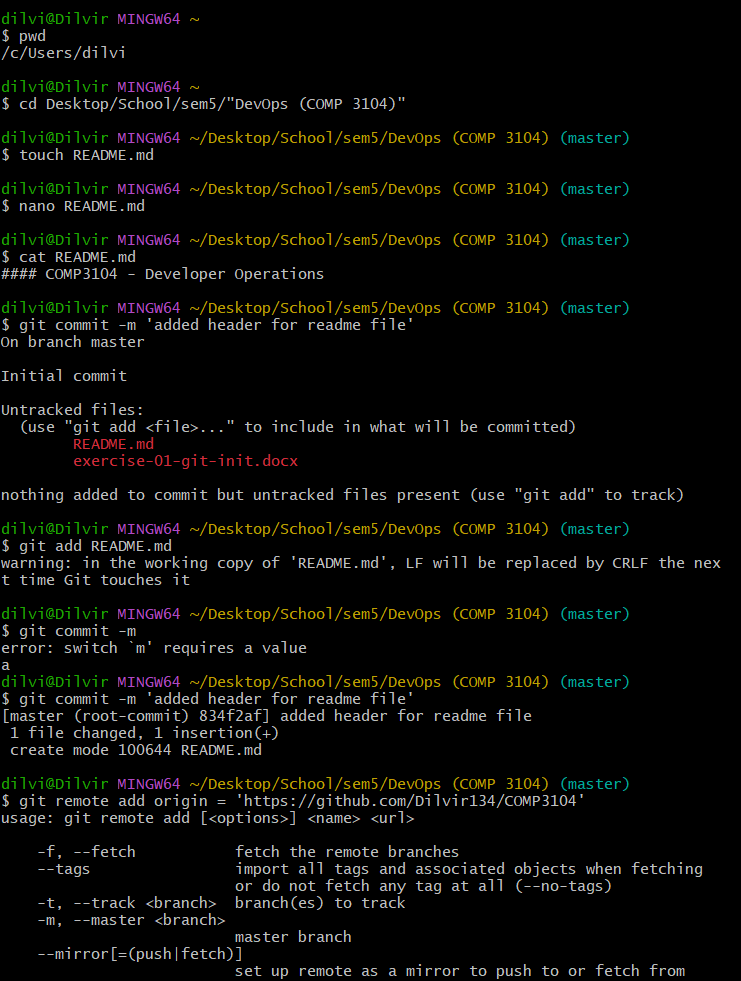 dilvi@Dilvir MINGW64 ~
$ pwd
/c/Users/dilvi

dilvi@Dilvir MINGW64 ~
$ cd Desktop/School/sem5/"DevOps (COMP 3104)"

dilvi@Dilvir MINGW64 ~/Desktop/School/sem5/DevOps (COMP 3104) (master)
$ touch README.md

dilvi@Dilvir MINGW64 ~/Desktop/School/sem5/DevOps (COMP 3104) (master)
$ nano README.md

dilvi@Dilvir MINGW64 ~/Desktop/School/sem5/DevOps (COMP 3104) (master)
$ cat README.md
#### COMP3104 - Developer Operations

dilvi@Dilvir MINGW64 ~/Desktop/School/sem5/DevOps (COMP 3104) (master)
$ git commit -m 'added header for readme file'
On branch master

Initial commit

Untracked files:
  (use "git add <file>..." to include in what will be committed)
        README.md
        exercise-01-git-init.docx

nothing added to commit but untracked files present (use "git add" to track)

dilvi@Dilvir MINGW64 ~/Desktop/School/sem5/DevOps (COMP 3104) (master)
$ git add README.md
warning: in the working copy of 'README.md', LF will be replaced by CRLF the nex
t time Git touches it

dilvi@Dilvir MINGW64 ~/Desktop/School/sem5/DevOps (COMP 3104) (master)
$ git commit -m
error: switch `m' requires a value
a
dilvi@Dilvir MINGW64 ~/Desktop/School/sem5/DevOps (COMP 3104) (master)
$ git commit -m 'added header for readme file'
[master (root-commit) 834f2af] added header for readme file
 1 file changed, 1 insertion(+)
 create mode 100644 README.md

dilvi@Dilvir MINGW64 ~/Desktop/School/sem5/DevOps (COMP 3104) (master)
$ git remote add origin = 'https://github.com/Dilvir134/COMP3104'
usage: git remote add [<options>] <name> <url>

    -f, --fetch           fetch the remote branches
    --tags                import all tags and associated objects when fetching
                          or do not fetch any tag at all (--no-tags)
    -t, --track <branch>  branch(es) to track
    -m, --master <branch>
                          master branch
    --mirror[=(push|fetch)]
                          set up remote as a mirror to push to or fetch from